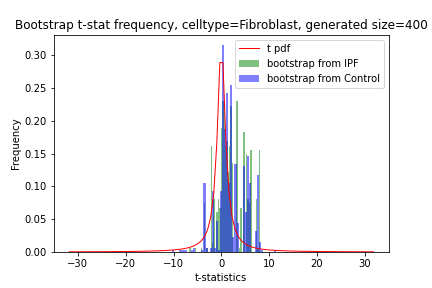 Bootstrap t-stat frequency, celltype=Fibroblast, generated size=400
t pdf
bootstrap from IPF
bootstrap from Control
Frequency
0.30
0.25
0.20
0.15
0.10
0.05
0.00
−30 −20 −10 0 10 20 30
t-statistics